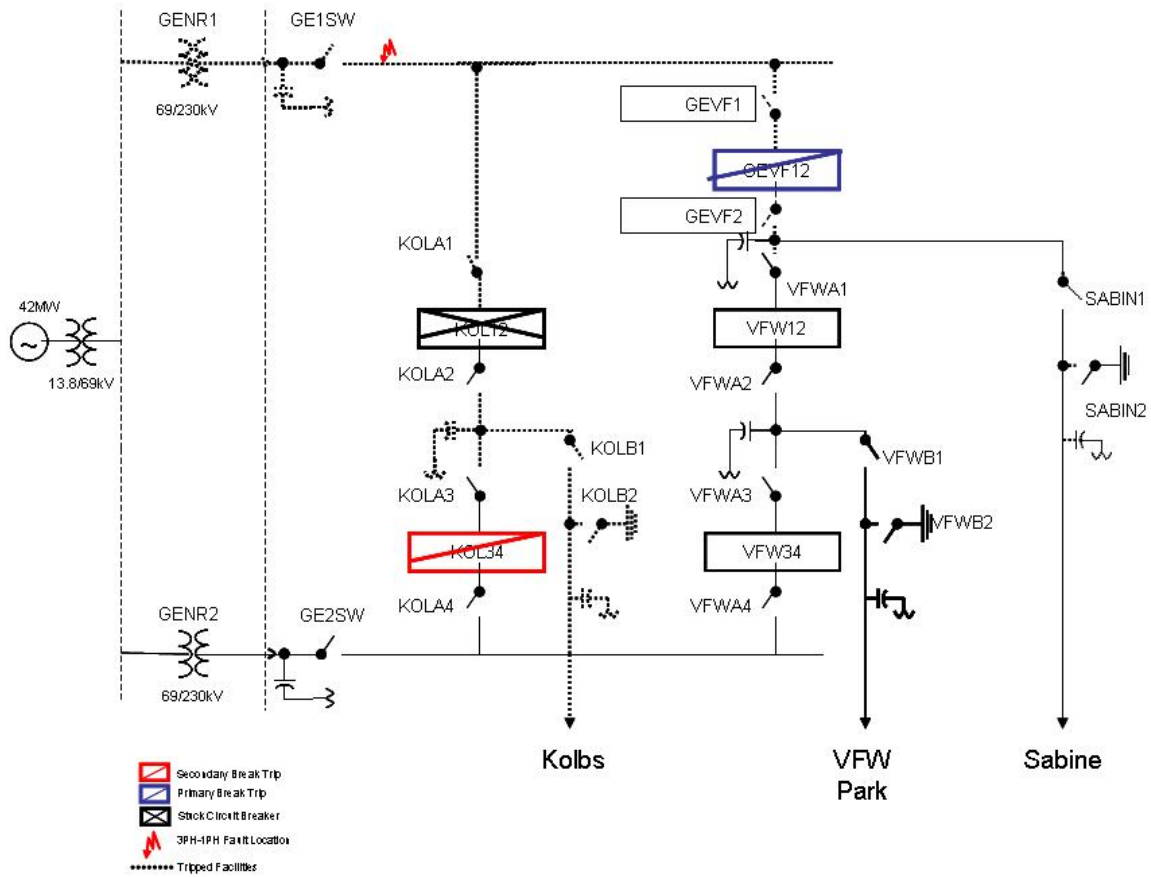 GENR1
GE1SW
69/230kV
GEVF1
GEVF12
GEVF2
KOLA1
VFWA1
SABIN1
42MW
~
13.8/69kV
KOL12
VFW12
KOLA2
VFWA2
SABIN2
KOLB1
VFWB1
KOLA3
KOLB2
VFWA3
VFWB2
KOL34
VFW34
KOLA4
VFWA4
GENR2
GE2SW
69/230kV
Kolbs
VFW
Park
Sabine
Secondary Break Trip
Primary Break Trip
Stuck Circuit Breaker
3PH-1PH Fault Location
Tripped Facilities